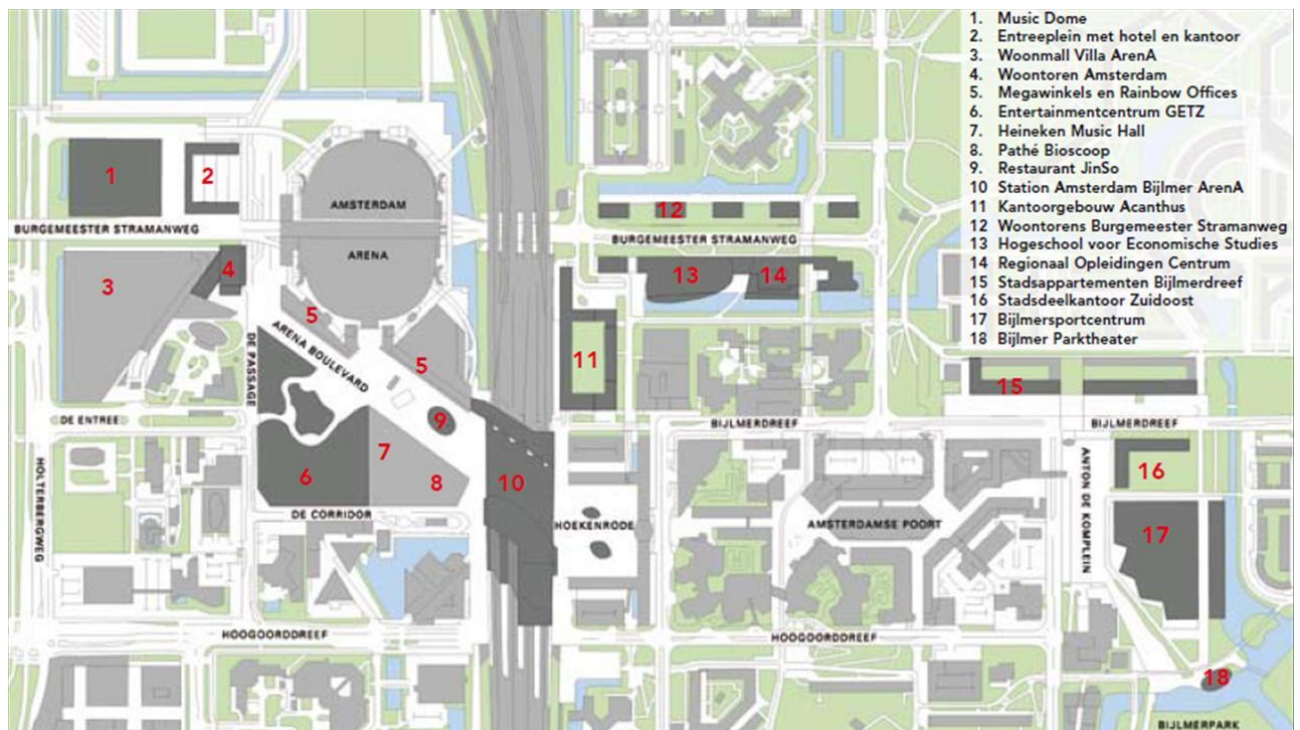 1. Music Dome
2. Entreeplein met hotel en kantoor
3. Woonmall Villa ArenA
4. Woontoren Amsterdam
5. Megawinkels en Rainbow Offices
6. Entertainmentcentrum GETZ
7. Heineken Music Hall
8. Pathé Bioscoop
9. Restaurant JinSo
10 Station Amsterdam Bijlmer ArenA
11 Kantoorgebouw Acanthus
12 Woontorens Burgemeester Stramanweg
13 Hogeschool voor Economische Studies
14 Regionaal Opleidingen Centrum
15 Stadsappartementen Bijlmerdreef
16 Stadsdeelkantoor Zuidoost
17 Bijlmersportcentrum
18 Bijlmer Parktheater
1
2
AMSTERDAM
12
BURGEMEESTER STRAMANWEG
BURGEMEESTER STRAMANWEG
ARENA
3
4
13
14
5
ARENA BOULEVARD
DE PASSAGE
5
11
15
DE ENTREE
9
BIJLMERDREEF
BIJLMERDREEF
7
6
8
10
16
HOLTERBERGWEG
DE CORRIDOR
HOEKENRODE
AMSTERDAMSE POORT
ANTON DE KOMPLEIN
17
HOOGOORDDREEF
HOOGOORDDREEF
18
BIJLMERPARK